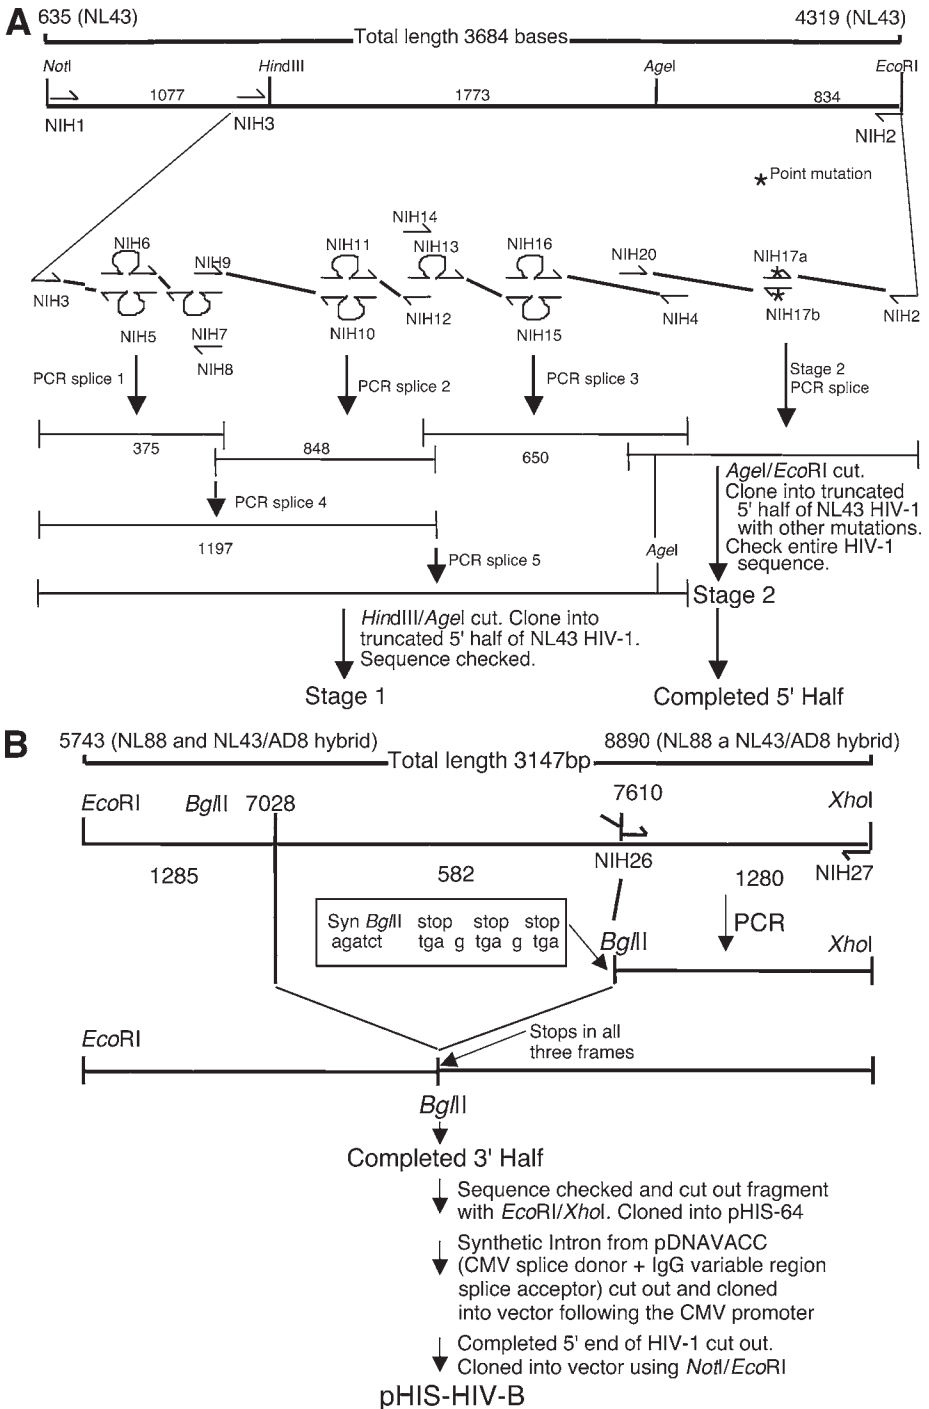 A
635 (NL43)
4319 (NL43)
Total length 3684 bases
NotI
HindIII
AgeI
EcoRI
1077
1773
834
NIH1
NIH3
NIH2
* Point mutation
NIH14
NIH6
NIH9
NIH11
NIH13
NIH16
NIH20
NIH17a
NIH3
NIH5
NIH7
NIH8
NIH10
NIH12
NIH15
NIH4
NIH17b
NIH2
PCR splice 1
PCR splice 2
PCR splice 3
Stage 2
PCR splice
375
848
650
AgeI/EcoRI cut.
Clone into truncated
5' half of NL43 HIV-1
with other mutations.
Check entire HIV-1
sequence.
PCR splice 4
1197
PCR splice 5
AgeI
Stage 2
HindIII/AgeI cut. Clone into
truncated 5' half of NL43 HIV-1.
Sequence checked.
Stage 1
Completed 5' Half
B
5743 (NL88 and NL43/AD8 hybrid)
8890 (NL88 a NL43/AD8 hybrid)
Total length 3147bp
EcoRI
BglII 7028
7610
XhoI
NIH26
NIH27
1285
582
1280
PCR
Syn BglII stop stop stop
agatct tga g tga g tga
BglII
XhoI
EcoRI
Stops in all
three frames
BglII
Completed 3' Half
Sequence checked and cut out fragment
with EcoRI/XhoI. Cloned into pHIS-64
Synthetic Intron from pDNAVACC
(CMV splice donor + IgG variable region
splice acceptor) cut out and cloned
into vector following the CMV promoter
Completed 5' end of HIV-1 cut out.
Cloned into vector using NotI/EcoRI
pHIS-HIV-B